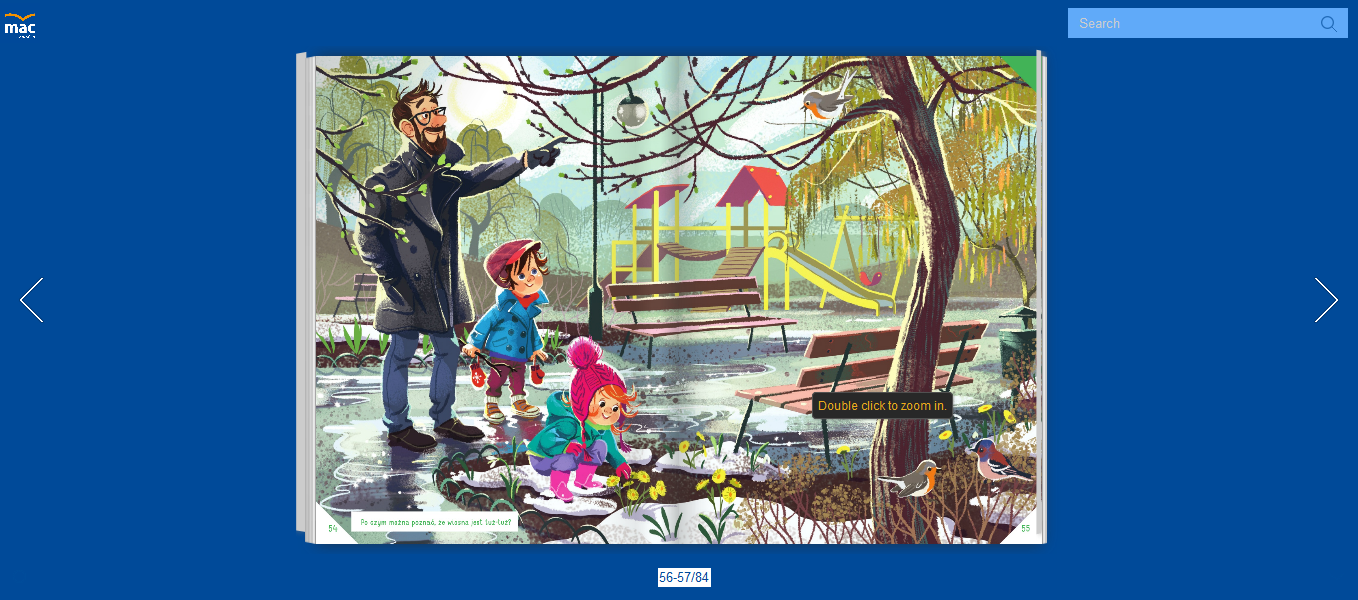 mac
Search
Double click to zoom in.
54
Po czym można poznać, że wiosna jest tuż-tuż?
55
56-57/84